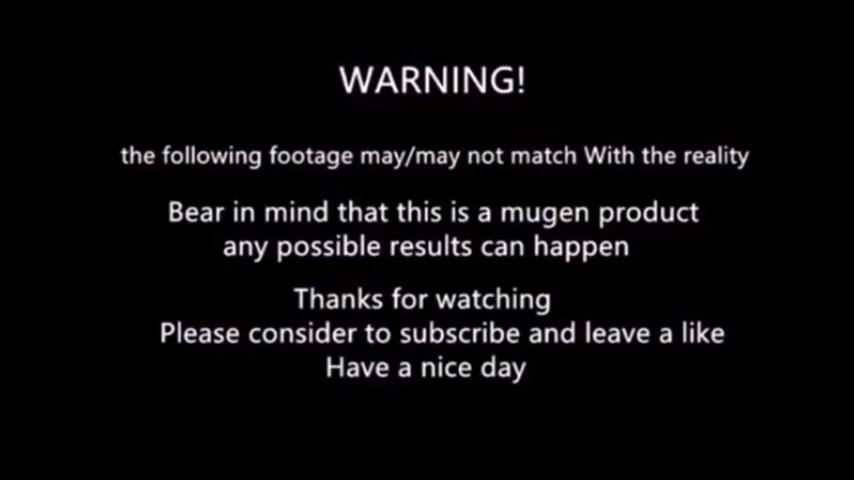 WARNING!
the following footage may/may not match With the reality
Bear in mind that this is a mugen product
any possible results can happen
Thanks for watching
Please consider to subscribe and leave a like
Have a nice day